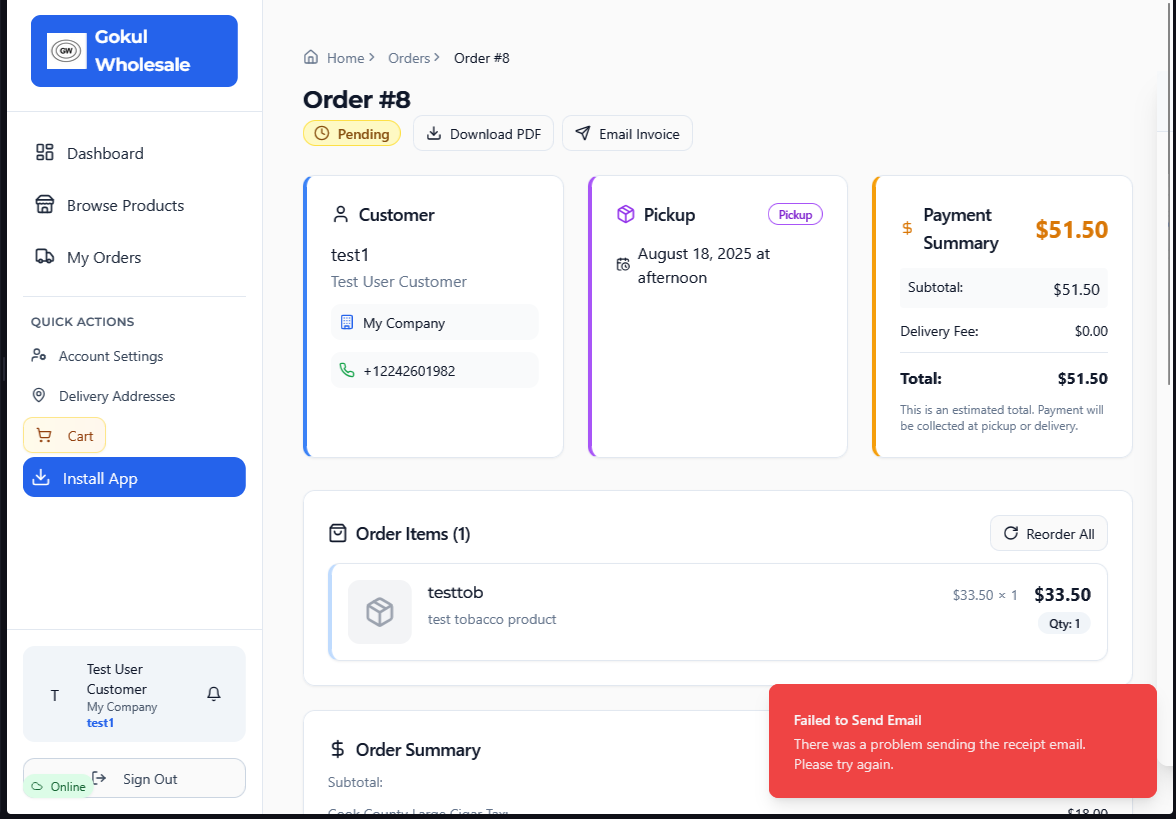 GW
Gokul
Wholesale
Dashboard
Browse Products
My Orders
QUICK ACTIONS
Account Settings
Delivery Addresses
Cart
Install App
T
Test User
Customer
My Company
test1
Online
Sign Out
Home
Orders
Order #8
Order #8
Pending
Download PDF
Email Invoice
Customer
test1
Test User Customer
My Company
+12242601982
Pickup
Pickup
August 18, 2025 at
afternoon
$
Payment
Summary
$51.50
Subtotal: $51.50
Delivery Fee: $0.00
Total: $51.50
This is an estimated total. Payment will
be collected at pickup or delivery.
Order Items (1)
Reorder All
testtob
$33.50 × 1 $33.50
test tobacco product
Qty: 1
$ Order Summary
Subtotal:
Cook County Large Cigar Tax: $18.00
Failed to Send Email
There was a problem sending the receipt email.
Please try again.